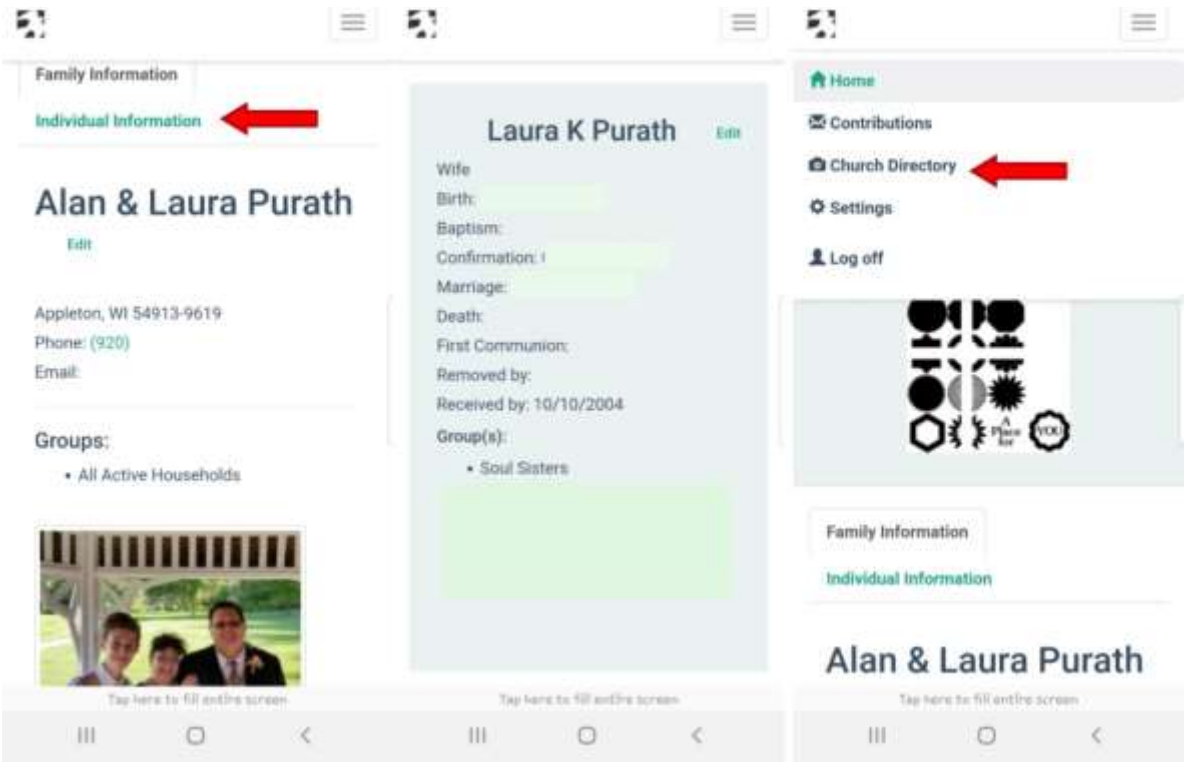 Family Information
Individual Information
Alan & Laura Purath
Edit
Appleton, WI 54913-9619
Phone: (920)
Email:
Groups:
• All Active Households
Tap here to fill entire screen
Laura K Purath
Edit
Wife
Birth:
Baptism:
Confirmation:
Marriage:
Death:
First Communion:
Removed by:
Received by: 10/10/2004
Group(s):
• Soul Sisters
Tap here to fill entire screen
Home
Contributions
Church Directory
Settings
Log off
A
Place
for
YOU
Family Information
Individual Information
Alan & Laura Purath
Tap here to fill entire screen